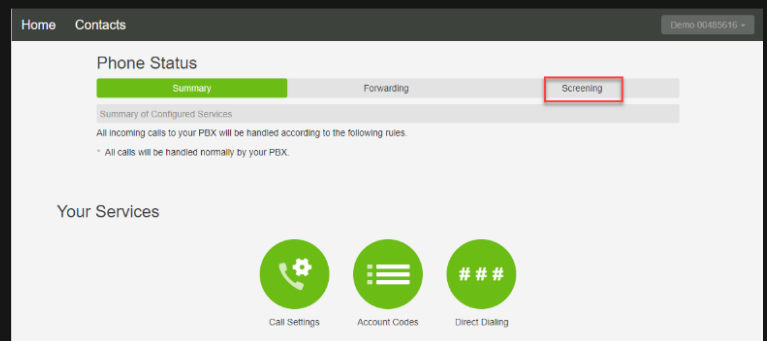 Home Contacts Demo 00485616
Phone Status
Summary Forwarding Screening
Summary of Configured Services
All incoming calls to your PBX will be handled according to the following rules.
* All calls will be handled normally by your PBX.
Your Services
# # #
Call Settings Account Codes Direct Dialing